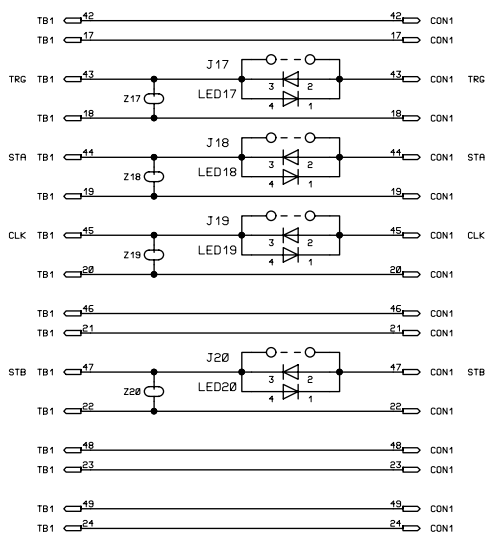 TB1 42 42 CON1
TB1 17 17 CON1
J17
TRG TB1 43 3 2 43 CON1 TRG
Z17 LED17 4 1
TB1 18 18 CON1
J18
STA TB1 44 3 2 44 CON1 STA
Z18 LED18 4 1
TB1 19 19 CON1
J19
CLK TB1 45 3 2 45 CON1 CLK
Z19 LED19 4 1
TB1 20 20 CON1
TB1 46 46 CON1
TB1 21 21 CON1
J20
STB TB1 47 3 2 47 CON1 STB
Z20 LED20 4 1
TB1 22 22 CON1
TB1 48 48 CON1
TB1 23 23 CON1
TB1 49 49 CON1
TB1 24 24 CON1